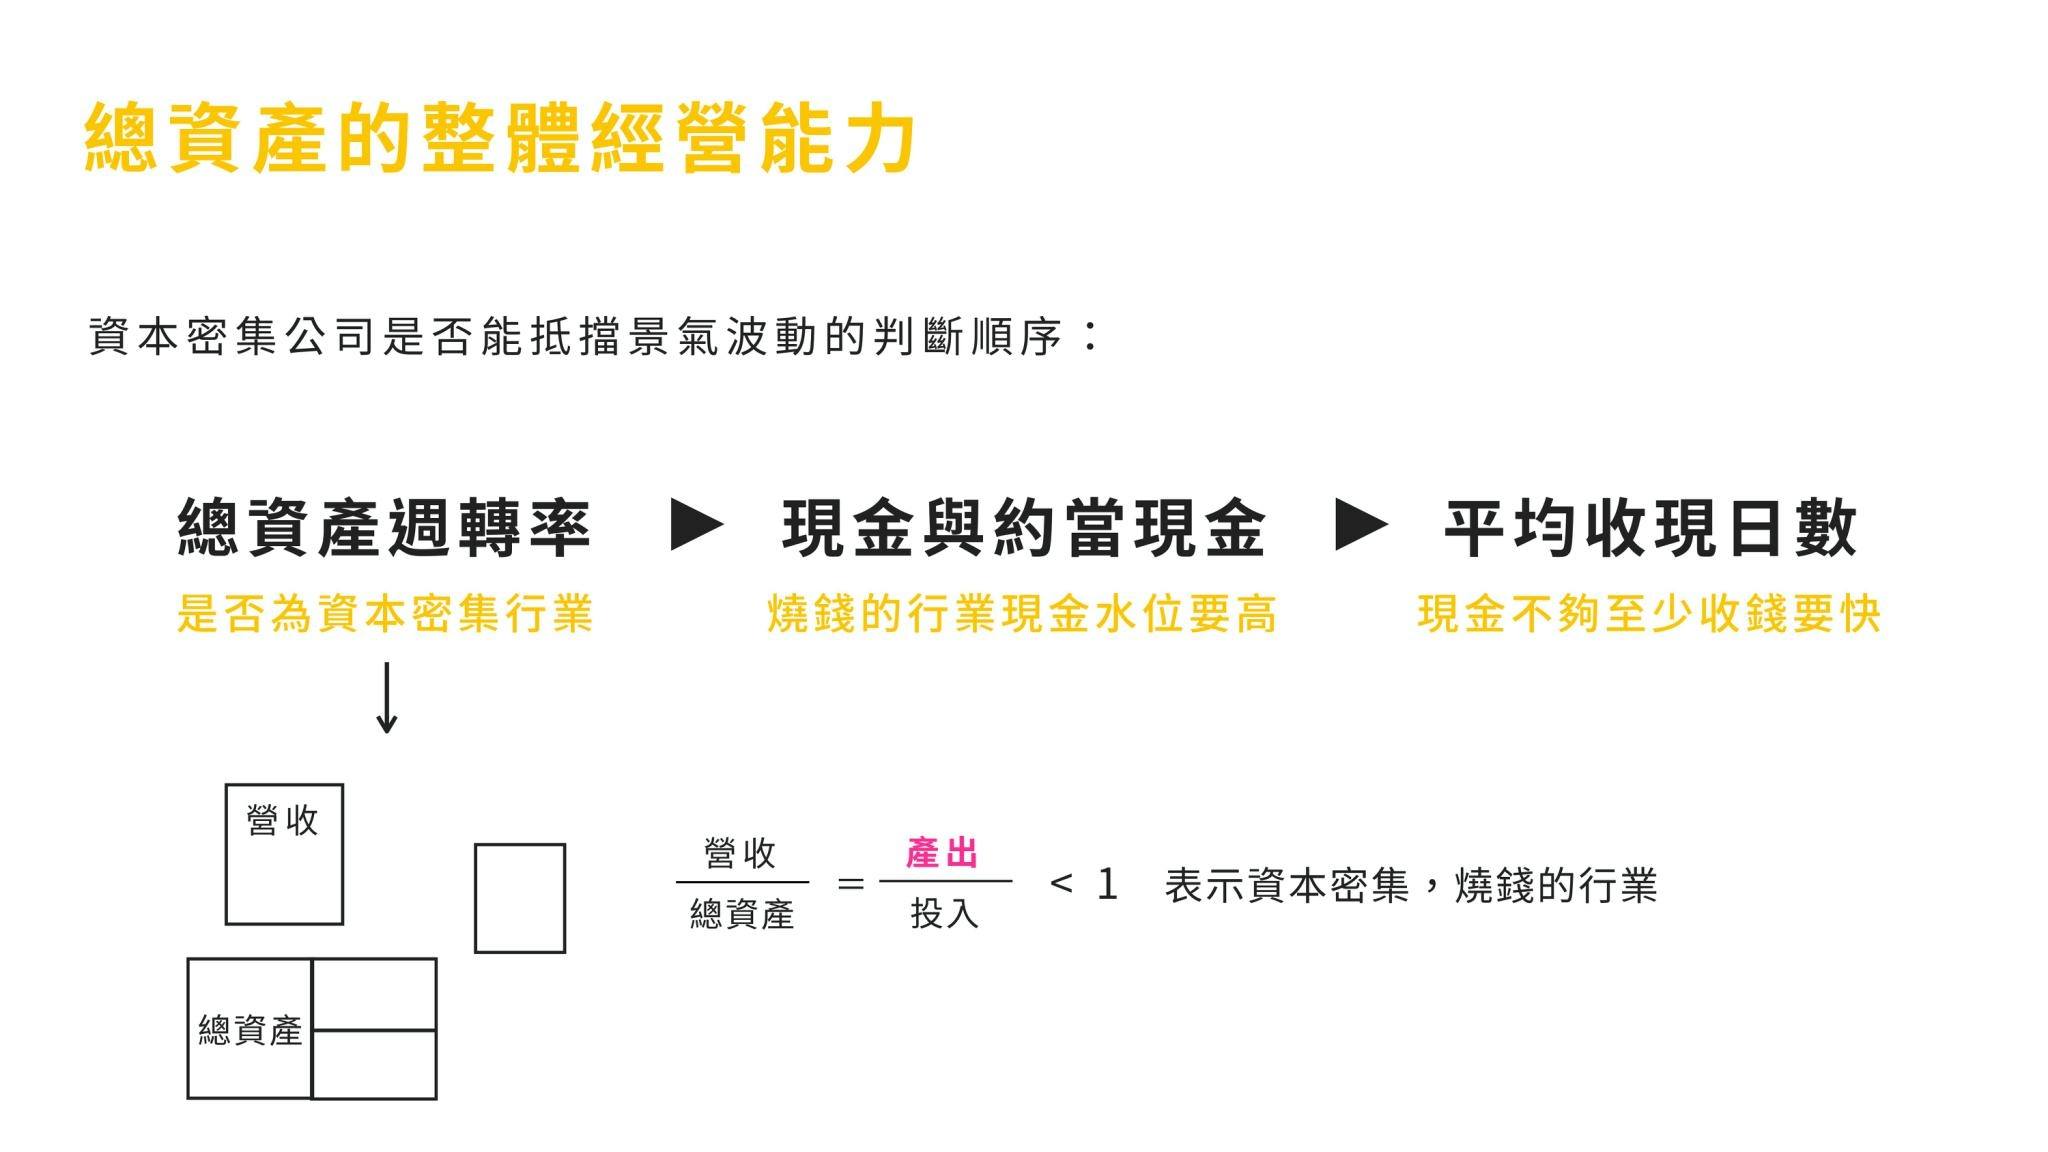 總資產的整體經營能力
資本密集公司是否能抵擋景氣波動的判斷順序：
總資產週轉率 ▶ 現金與約當現金 ▶ 平均收現日數
是否為資本密集行業 燒錢的行業現金水位要高 現金不夠至少收錢要快
營收
總資產
營收
總資產
=
產出
投入
< 1 表示資本密集，燒錢的行業